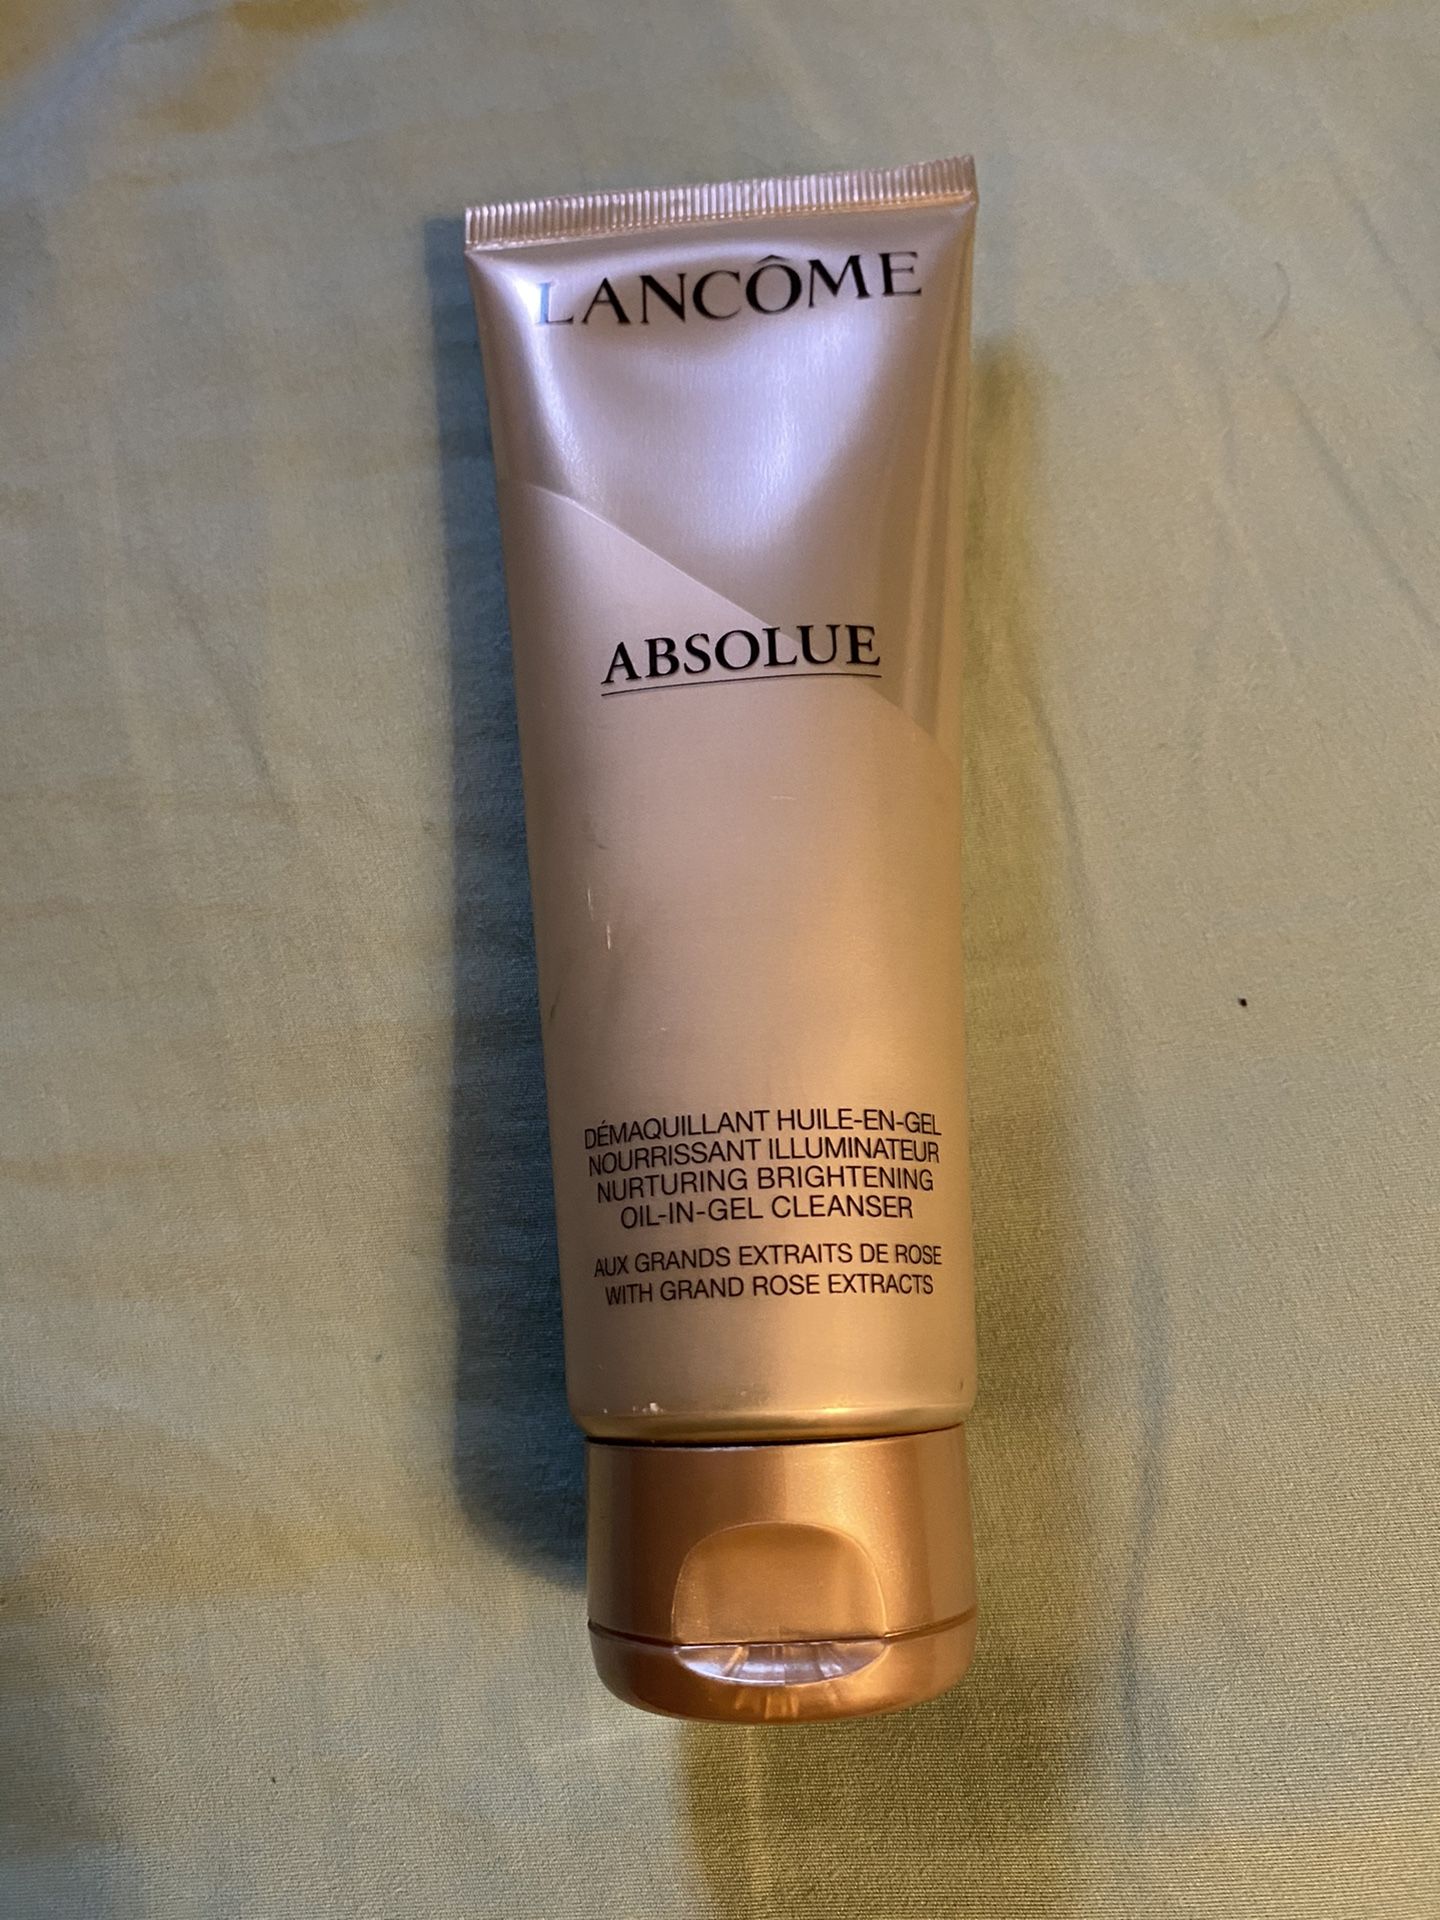 LANCÔME
ABSOLUE
DÉMAQUILLANT HUILE-EN-GEL
NOURRISSANT ILLUMINATEUR
NURTURING BRIGHTENING
OIL-IN-GEL CLEANSER
AUX GRANDS EXTRAITS DE ROSE
WITH GRAND ROSE EXTRACTS